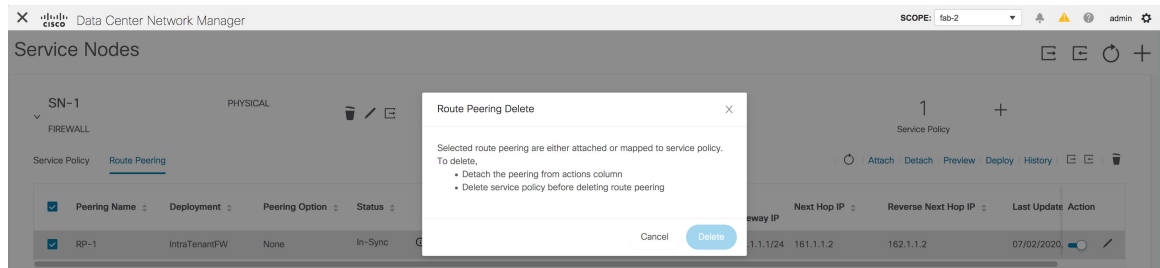 cisco Data Center Network Manager SCOPE: fab-2 admin
Service Nodes
SN-1 PHYSICAL
FIREWALL
1
Service Policy
Route Peering Delete
Selected route peering are either attached or mapped to service policy.
To delete,
• Detach the peering from actions column
• Delete service policy before deleting route peering
Cancel Delete
Service Policy Route Peering Attach Detach Preview Deploy History
Peering Name Deployment Peering Option Status eway IP Next Hop IP Reverse Next Hop IP Last Update Action
RP-1 IntraTenantFW None In-Sync .1.1.1/24 161.1.1.2 162.1.1.2 07/02/2020,